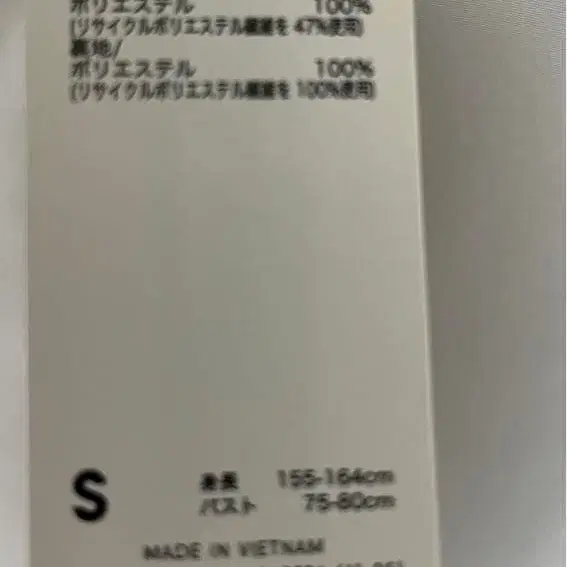 ポリエステル 100%
(リサイクルポリエステル繊維を 47%使用)
裏地/
ポリエステル 100%
(リサイクルポリエステル繊維を 100%使用)
S 身長 155-164cm
バスト 75-80cm
MADE IN VIETNAM